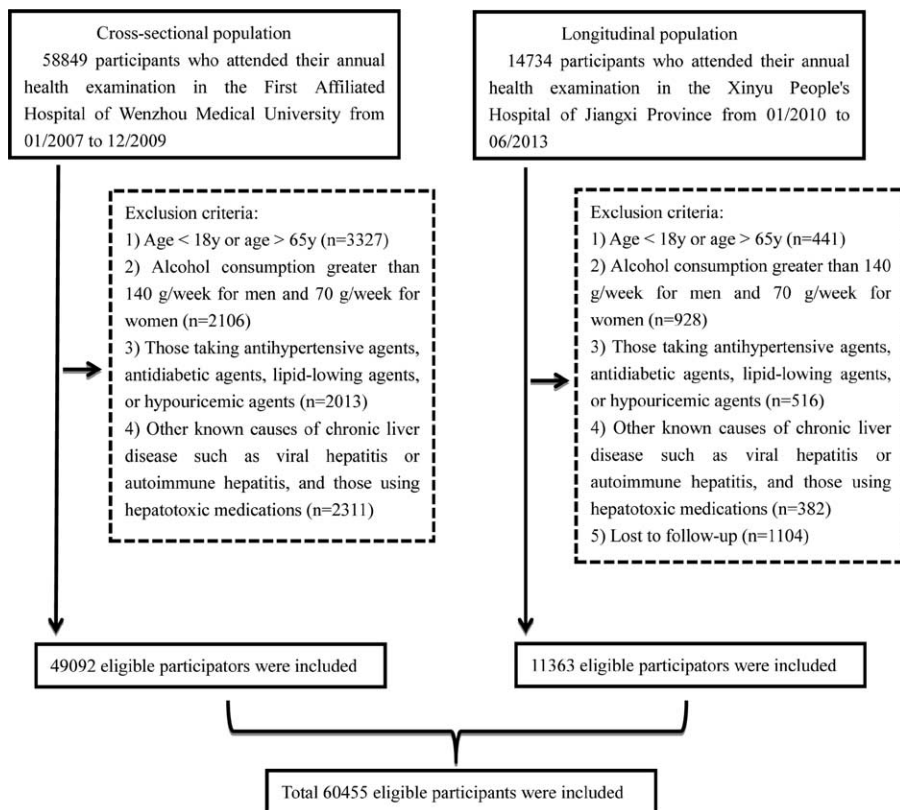 Cross-sectional population
58849 participants who attended their annual
health examination in the First Affiliated
Hospital of Wenzhou Medical University from
01/2007 to 12/2009
Longitudinal population
14734 participants who attended their annual
health examination in the Xinyu People's
Hospital of Jiangxi Province from 01/2010 to
06/2013
Exclusion criteria:
1) Age < 18y or age > 65y (n=3327)
2) Alcohol consumption greater than
140 g/week for men and 70 g/week for
women (n=2106)
3) Those taking antihypertensive agents,
antidiabetic agents, lipid-lowing agents,
or hypouricemic agents (n=2013)
4) Other known causes of chronic liver
disease such as viral hepatitis or
autoimmune hepatitis, and those using
hepatotoxic medications (n=2311)
Exclusion criteria:
1) Age < 18y or age > 65y (n=441)
2) Alcohol consumption greater than 140
g/week for men and 70 g/week for
women (n=928)
3) Those taking antihypertensive agents,
antidiabetic agents, lipid-lowing agents,
or hypouricemic agents (n=516)
4) Other known causes of chronic liver
disease such as viral hepatitis or
autoimmune hepatitis, and those using
hepatotoxic medications (n=382)
5) Lost to follow-up (n=1104)
49092 eligible participators were included
11363 eligible participators were included
Total 60455 eligible participants were included